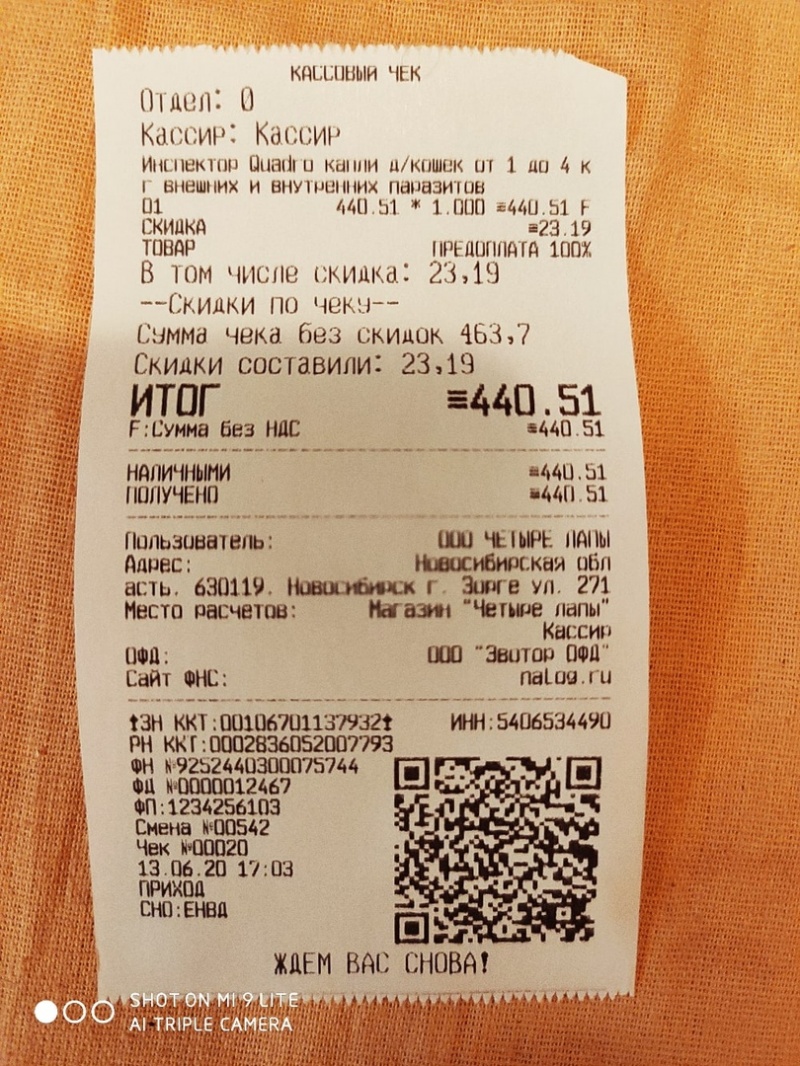 КАССОВЫЙ ЧЕК
Отдел: 0
Кассир: Кассир
Инспектор Quadro капли д/кошек от 1 до 4 к
г внешних и внутренних паразитов
01 440.51 * 1.000 ≡440.51 F
СКИДКА ≡23.19
ТОВАР ПРЕДОПЛАТА 100%
В том числе скидка: 23,19
--Скидки по чеку--
Сумма чека без скидок 463,7
Скидки составили: 23,19
ИТОГ ≡440.51
F:Сумма без НДС ≡440.51
НАЛИЧНЫМИ ≡440.51
ПОЛУЧЕНО ≡440.51
Пользователь: ООО ЧЕТЫРЕ ЛАПЫ
Адрес: Новосибирская обл
асть, 630119, Новосибирск г, Зорге ул, 271
Место расчетов: Магазин "Четыре лапы"
Кассир
ОФД: ООО "Эвотор ОФД"
Сайт ФНС: nalog.ru
↑ЗН ККТ:00106701137932↑ ИНН:5406534490
РН ККТ:0002836052007793
ФН №9252440300075744
ФД №0000012467
ФП:1234256103
Смена №00542
Чек №00020
13.06.20 17:03
ПРИХОД
СНО:ЕНВД
ЖДЕМ ВАС СНОВА!
SHOT ON MI 9 LITE
AI TRIPLE CAMERA